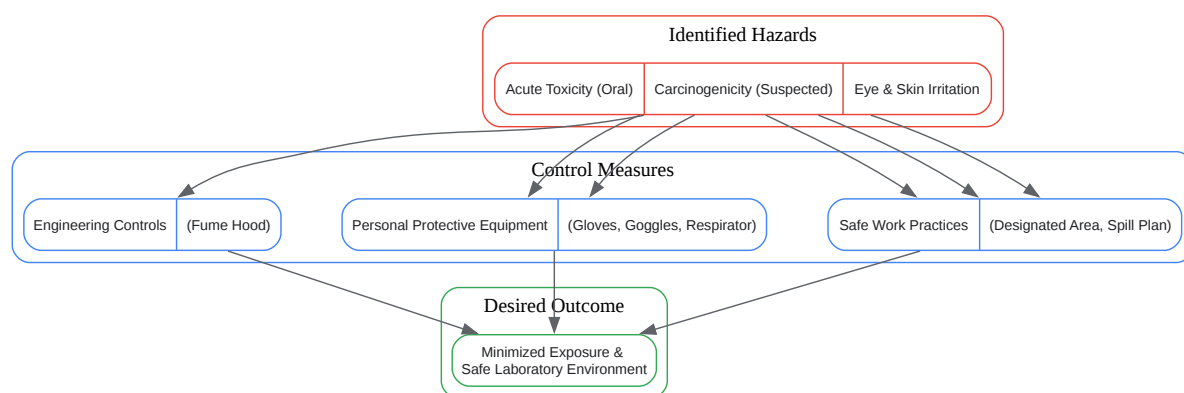 Identified Hazards
Acute Toxicity (Oral)
Carcinogenicity (Suspected)
Eye & Skin Irritation
Control Measures
Engineering Controls
(Fume Hood)
Personal Protective Equipment
(Gloves, Goggles, Respirator)
Safe Work Practices
(Designated Area, Spill Plan)
Desired Outcome
Minimized Exposure &
Safe Laboratory Environment